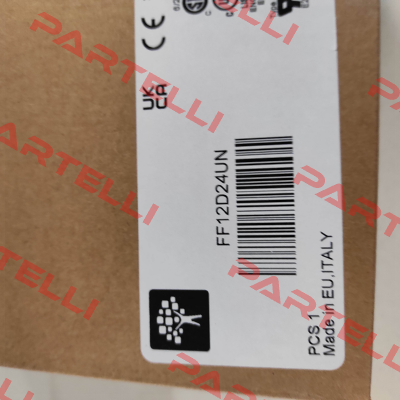 CE
UK
CA
FF12D24UN
PCS 1
Made in EU, ITALY
PARTELLI
PARTELLI
PARTELLI